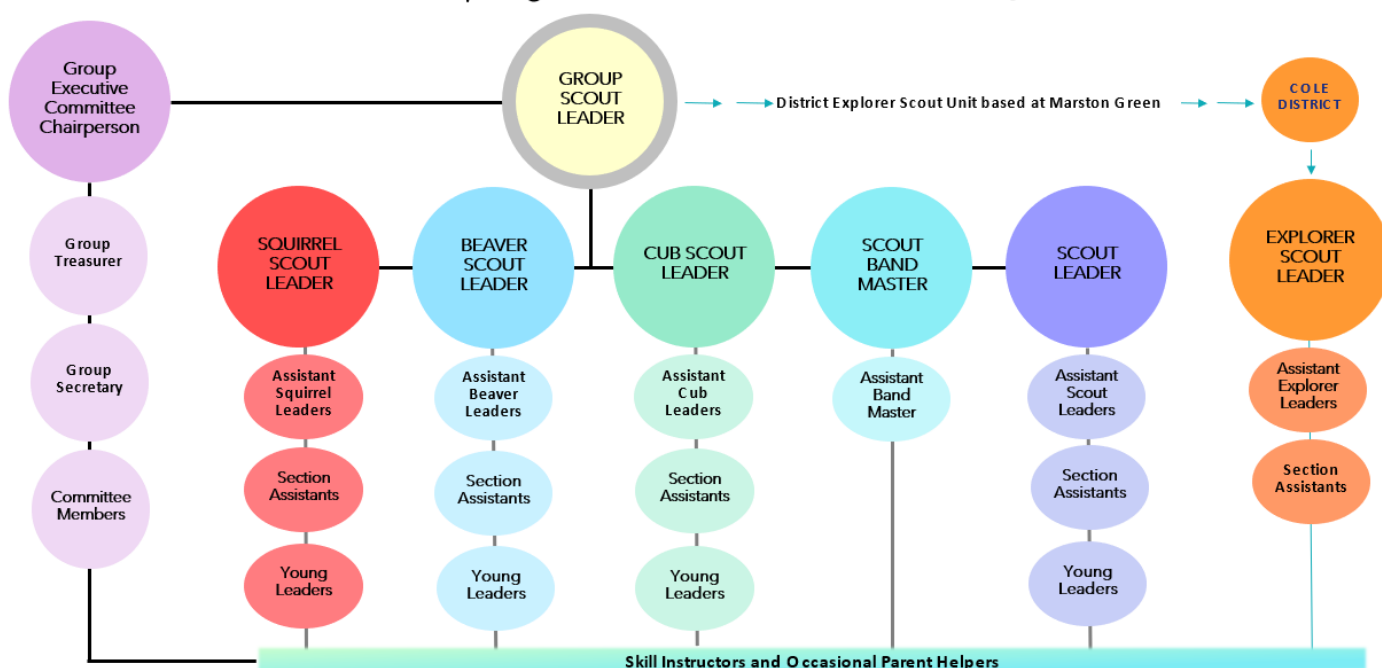 Group
Executive
Committee
Chairperson
GROUP
SCOUT
LEADER
District Explorer Scout Unit based at Marston Green
COLE
DISTRICT
Group
Treasurer
Group
Secretary
Committee
Members
SQUIRREL
SCOUT
LEADER
Assistant
Squirrel
Leaders
Section
Assistants
Young
Leaders
BEAVER
SCOUT
LEADER
Assistant
Beaver
Leaders
Section
Assistants
Young
Leaders
CUB SCOUT
LEADER
Assistant
Cub
Leaders
Section
Assistants
Young
Leaders
SCOUT
BAND
MASTER
Assistant
Band
Master
SCOUT
LEADER
Assistant
Scout
Leaders
Section
Assistants
Young
Leaders
EXPLORER
SCOUT
LEADER
Assistant
Explorer
Leaders
Section
Assistants
Skill Instructors and Occasional Parent Helpers